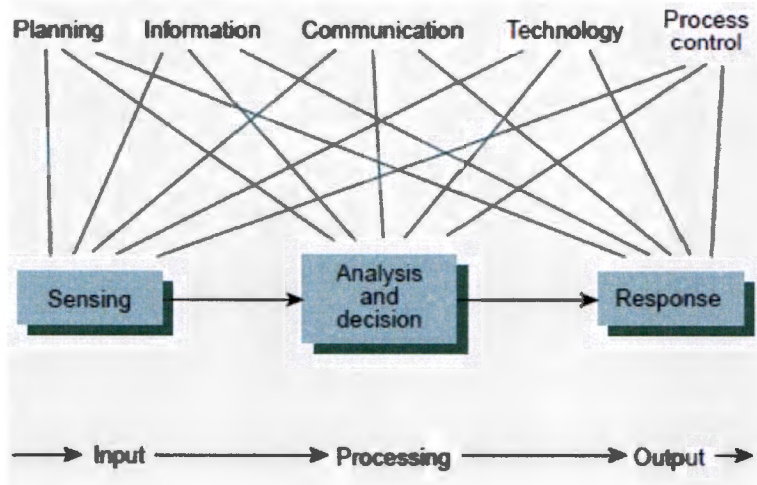 Planning Information Communication Technology Process
control
Sensing
Analysis
and
decision
Response
Input Processing Output